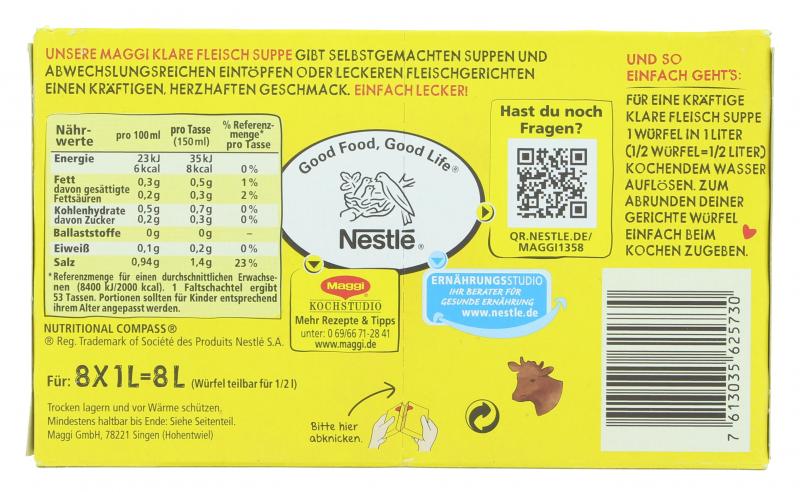 UNSERE MAGGI KLARE FLEISCH SUPPE GIBT SELBSTGEMACHTEN SUPPEN UND
ABWECHSLUNGSREICHEN EINTÖPFEN ODER LECKEREN FLEISCHGERICHTEN
EINEN KRÄFTIGEN, HERZHAFTEN GESCHMACK. EINFACH LECKER!
Nähr-
werte
pro 100 ml
pro Tasse
(150 ml)
% Referenz-
menge*
pro Tasse
Energie 23 kJ 35 kJ
6 kcal 8 kcal 0 %
Fett 0,3g 0,5g 1 %
davon gesättigte
Fettsäuren 0,2g 0,3g 2 %
Kohlenhydrate 0,5g 0,7g 0 %
davon Zucker 0,2g 0,3g 0 %
Ballaststoffe 0g 0g –
Eiweiß 0,1g 0,2g 0 %
Salz 0,94g 1,4g 23 %
*Referenzmenge für einen durchschnittlichen Erwachse-
nen (8400 kJ/2000 kcal). 1 Faltschachtel ergibt
53 Tassen. Portionen sollten für Kinder entsprechend
ihrem Alter angepasst werden.
NUTRITIONAL COMPASS®
® Reg. Trademark of Société des Produits Nestlé S.A.
Für: 8X1L=8L (Würfel teilbar für 1/2 l)
Trocken lagern und vor Wärme schützen,
Mindestens haltbar bis Ende: Siehe Seitenteil.
Maggi GmbH, 78221 Singen (Hohentwiel)
Good Food, Good Life®
Nestlé®
Maggi
KOCHSTUDIO
Mehr Rezepte & Tipps
unter: 0 69/66 71-28 41
www.maggi.de
ERNÄHRUNGSSTUDIO
IHR BERATER FÜR
GESUNDE ERNÄHRUNG
www.nestle.de
Bitte hier
abknicken.
Hast du noch
Fragen?
QR.NESTLE.DE/
MAGGI1358
UND SO
EINFACH GEHT'S:
FÜR EINE KRÄFTIGE
KLARE FLEISCH SUPPE
1 WÜRFEL IN 1 LITER
(1/2 WÜRFEL=1/2 LITER)
KOCHENDEM WASSER
AUFLÖSEN. ZUM
ABRUNDEN DEINER
GERICHTE WÜRFEL
EINFACH BEIM
KOCHEN ZUGEBEN.
7 613035 625730